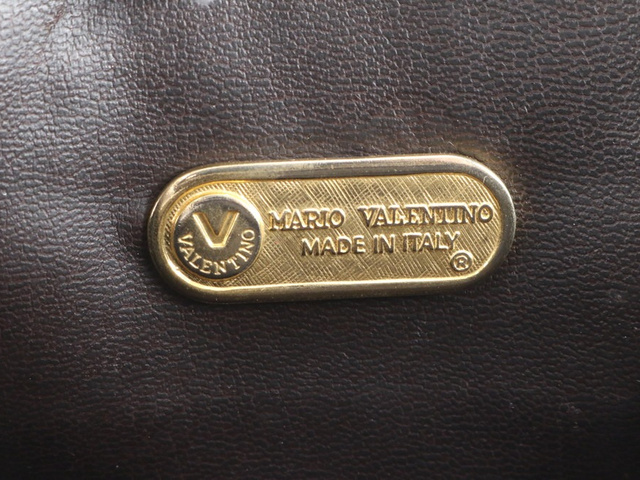 V
VALENTINO
MARIO VALENTINO
MADE IN ITALY
®